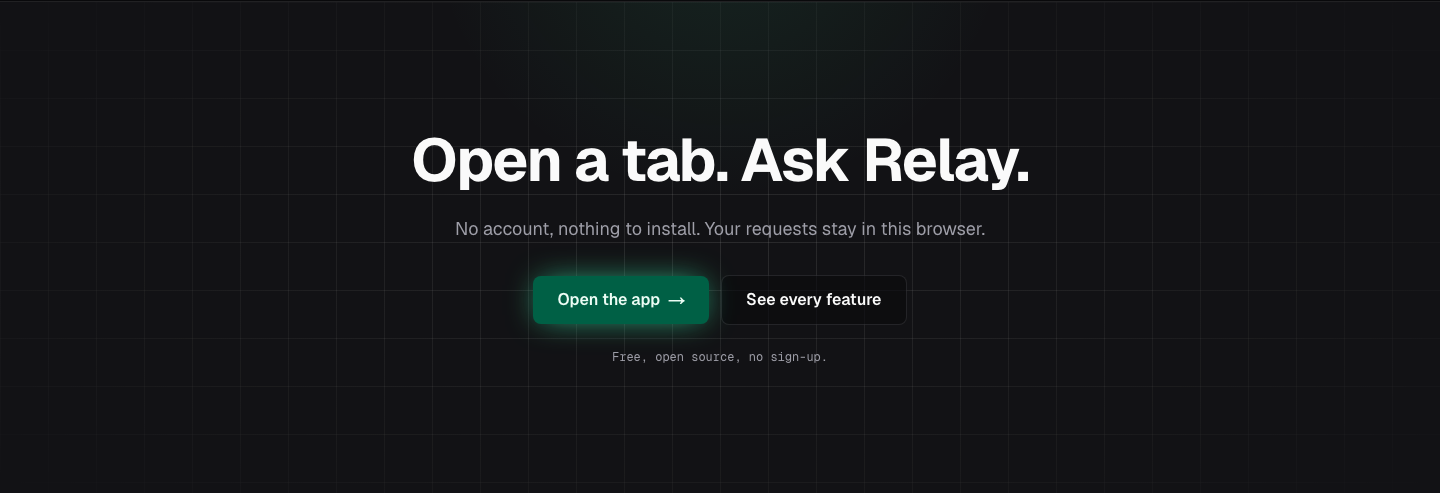 Open a tab. Ask Relay.
No account, nothing to install. Your requests stay in this browser.
Open the app →
See every feature
Free, open source, no sign-up.